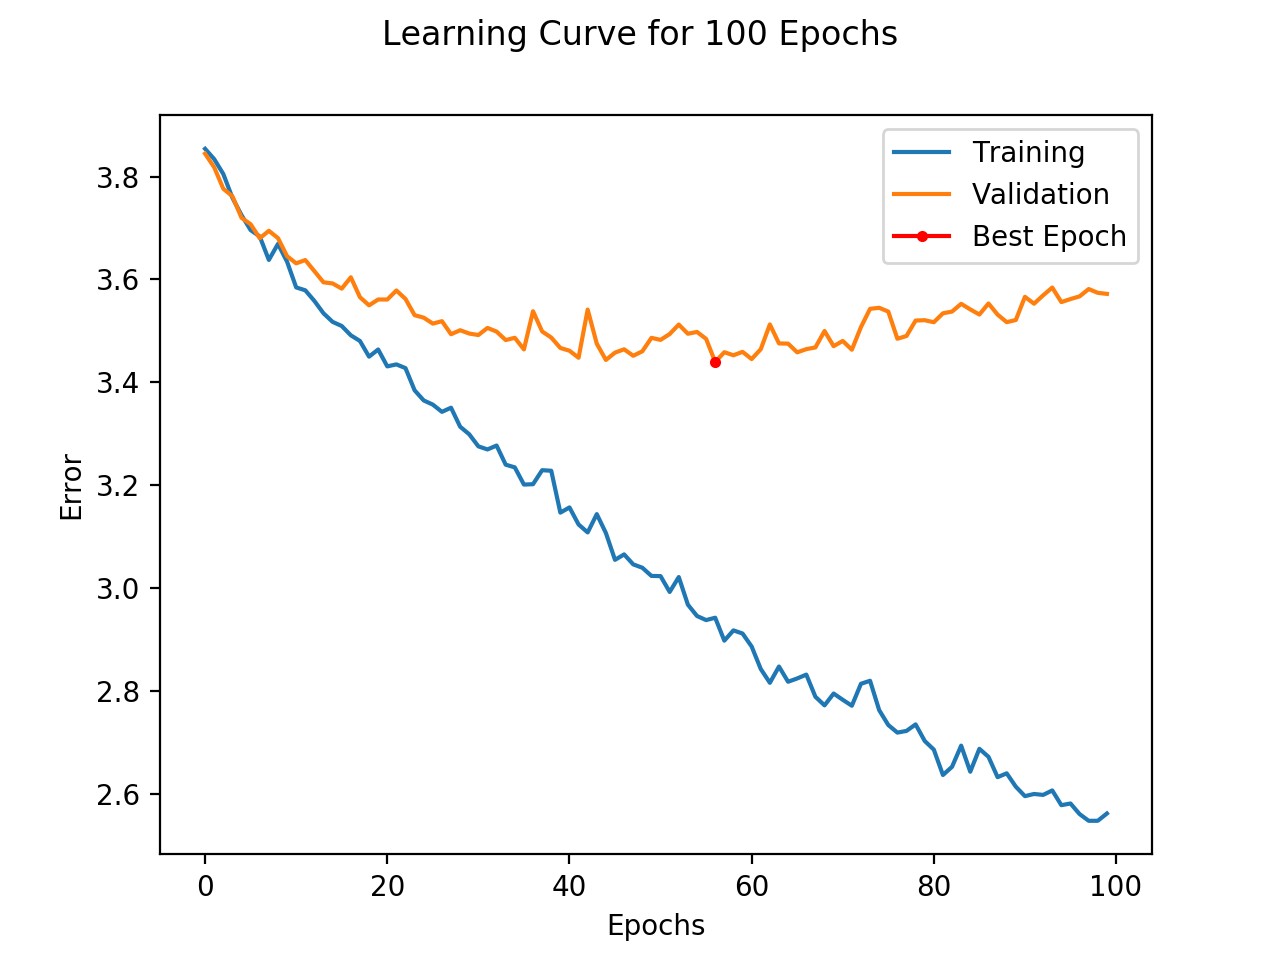 Learning Curve for 100 Epochs
Training
Validation
Best Epoch
3.8
3.6
3.4
3.2
3.0
2.8
2.6
Error
0 20 40 60 80 100
Epochs